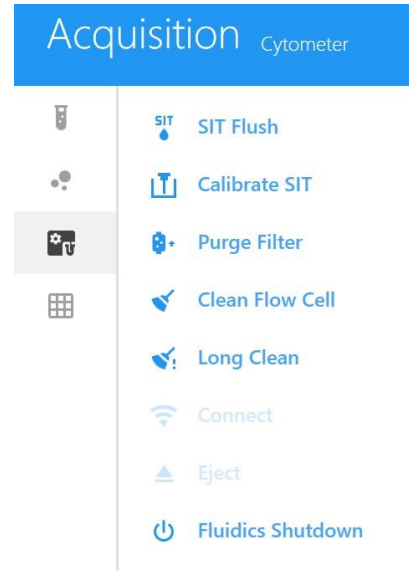 Acquisition Cytometer
SIT SIT Flush
Calibrate SIT
Purge Filter
Clean Flow Cell
Long Clean
Connect
Eject
Fluidics Shutdown